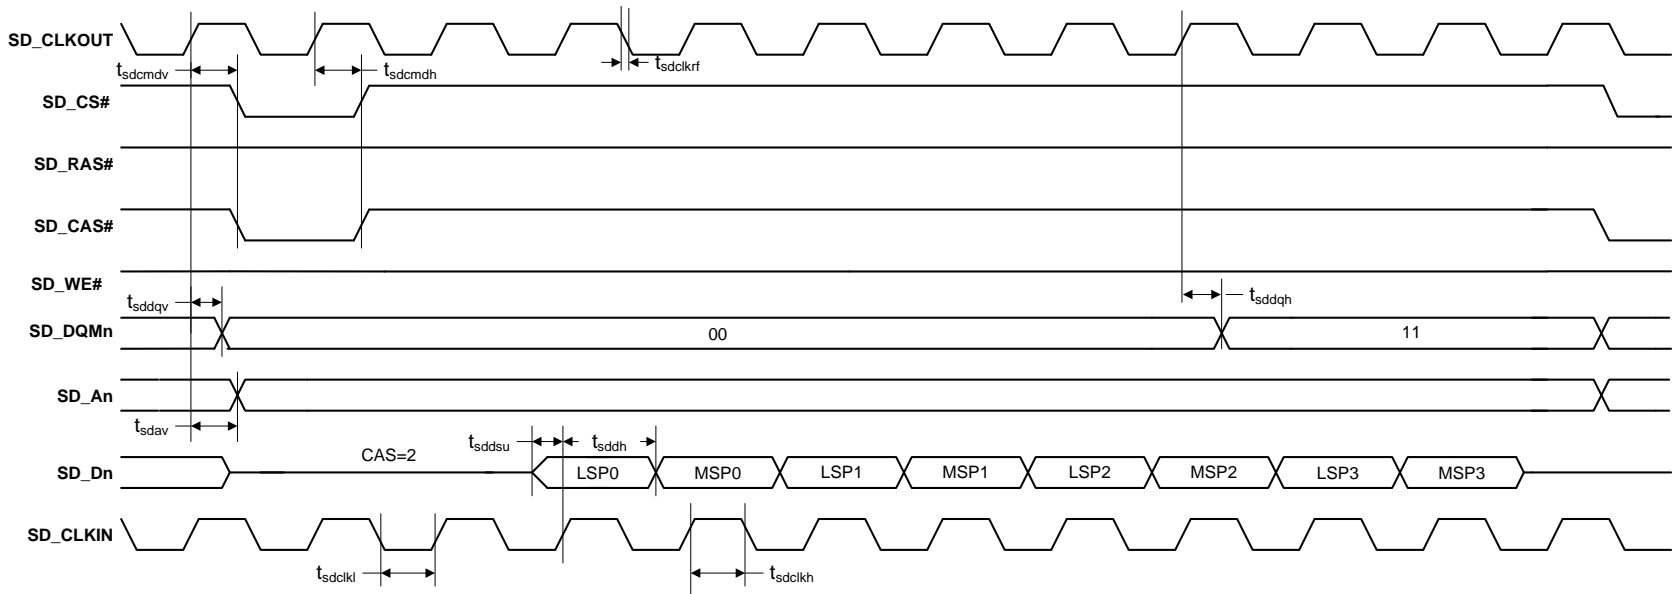 SD_CLKOUT
tsdcmdv
tsdcmdh
tsdclkrf
SD_CS#
SD_RAS#
SD_CAS#
SD_WE#
tsddqv
tsddqh
SD_DQMn
00
11
SD_An
tsdav
tsddsu
tsddh
CAS=2
SD_Dn
LSP0
MSP0
LSP1
MSP1
LSP2
MSP2
LSP3
MSP3
SD_CLKIN
tsdclkl
tsdclkh